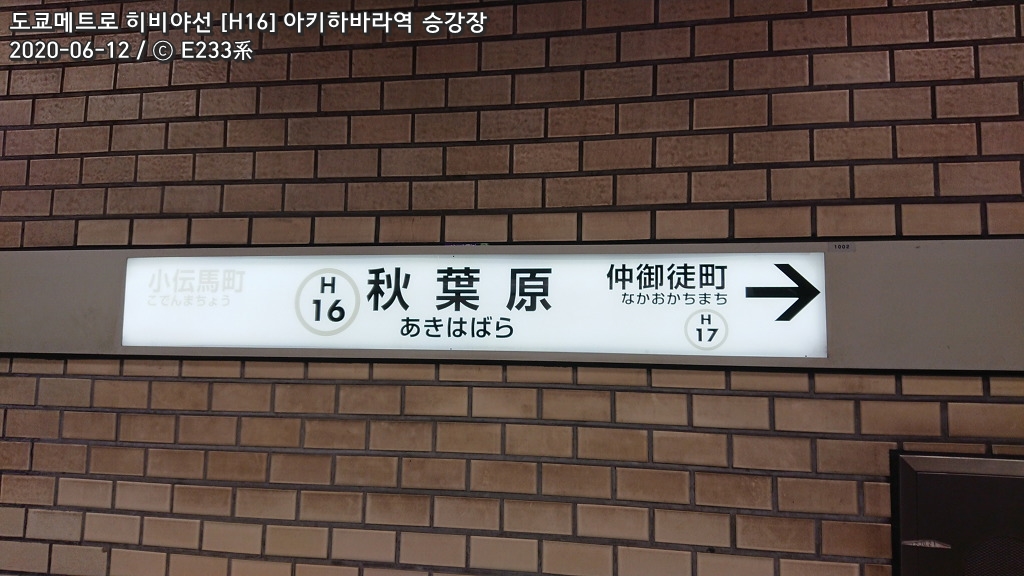 도쿄메트로 히비야선 [H16] 아키하바라역 승강장
2020-06-12 / ⓒ E233系
小伝馬町
こでんまちょう
H
16
秋葉原
あきはばら
仲御徒町
なかおかちまち
H
17